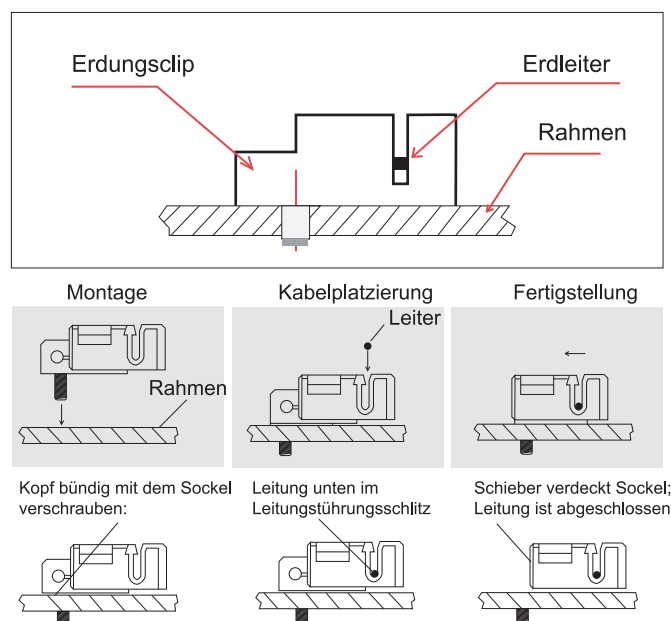 Erdungsclip
Erdleiter
Rahmen
Montage
Kabelplatzierung
Fertigstellung
Rahmen
Leiter
Kopf bündig mit dem Sockel
verschrauben:
Leitung unten im
Leitungstührungsschlitz
Schieber verdeckt Sockel;
Leitung ist abgeschlossen